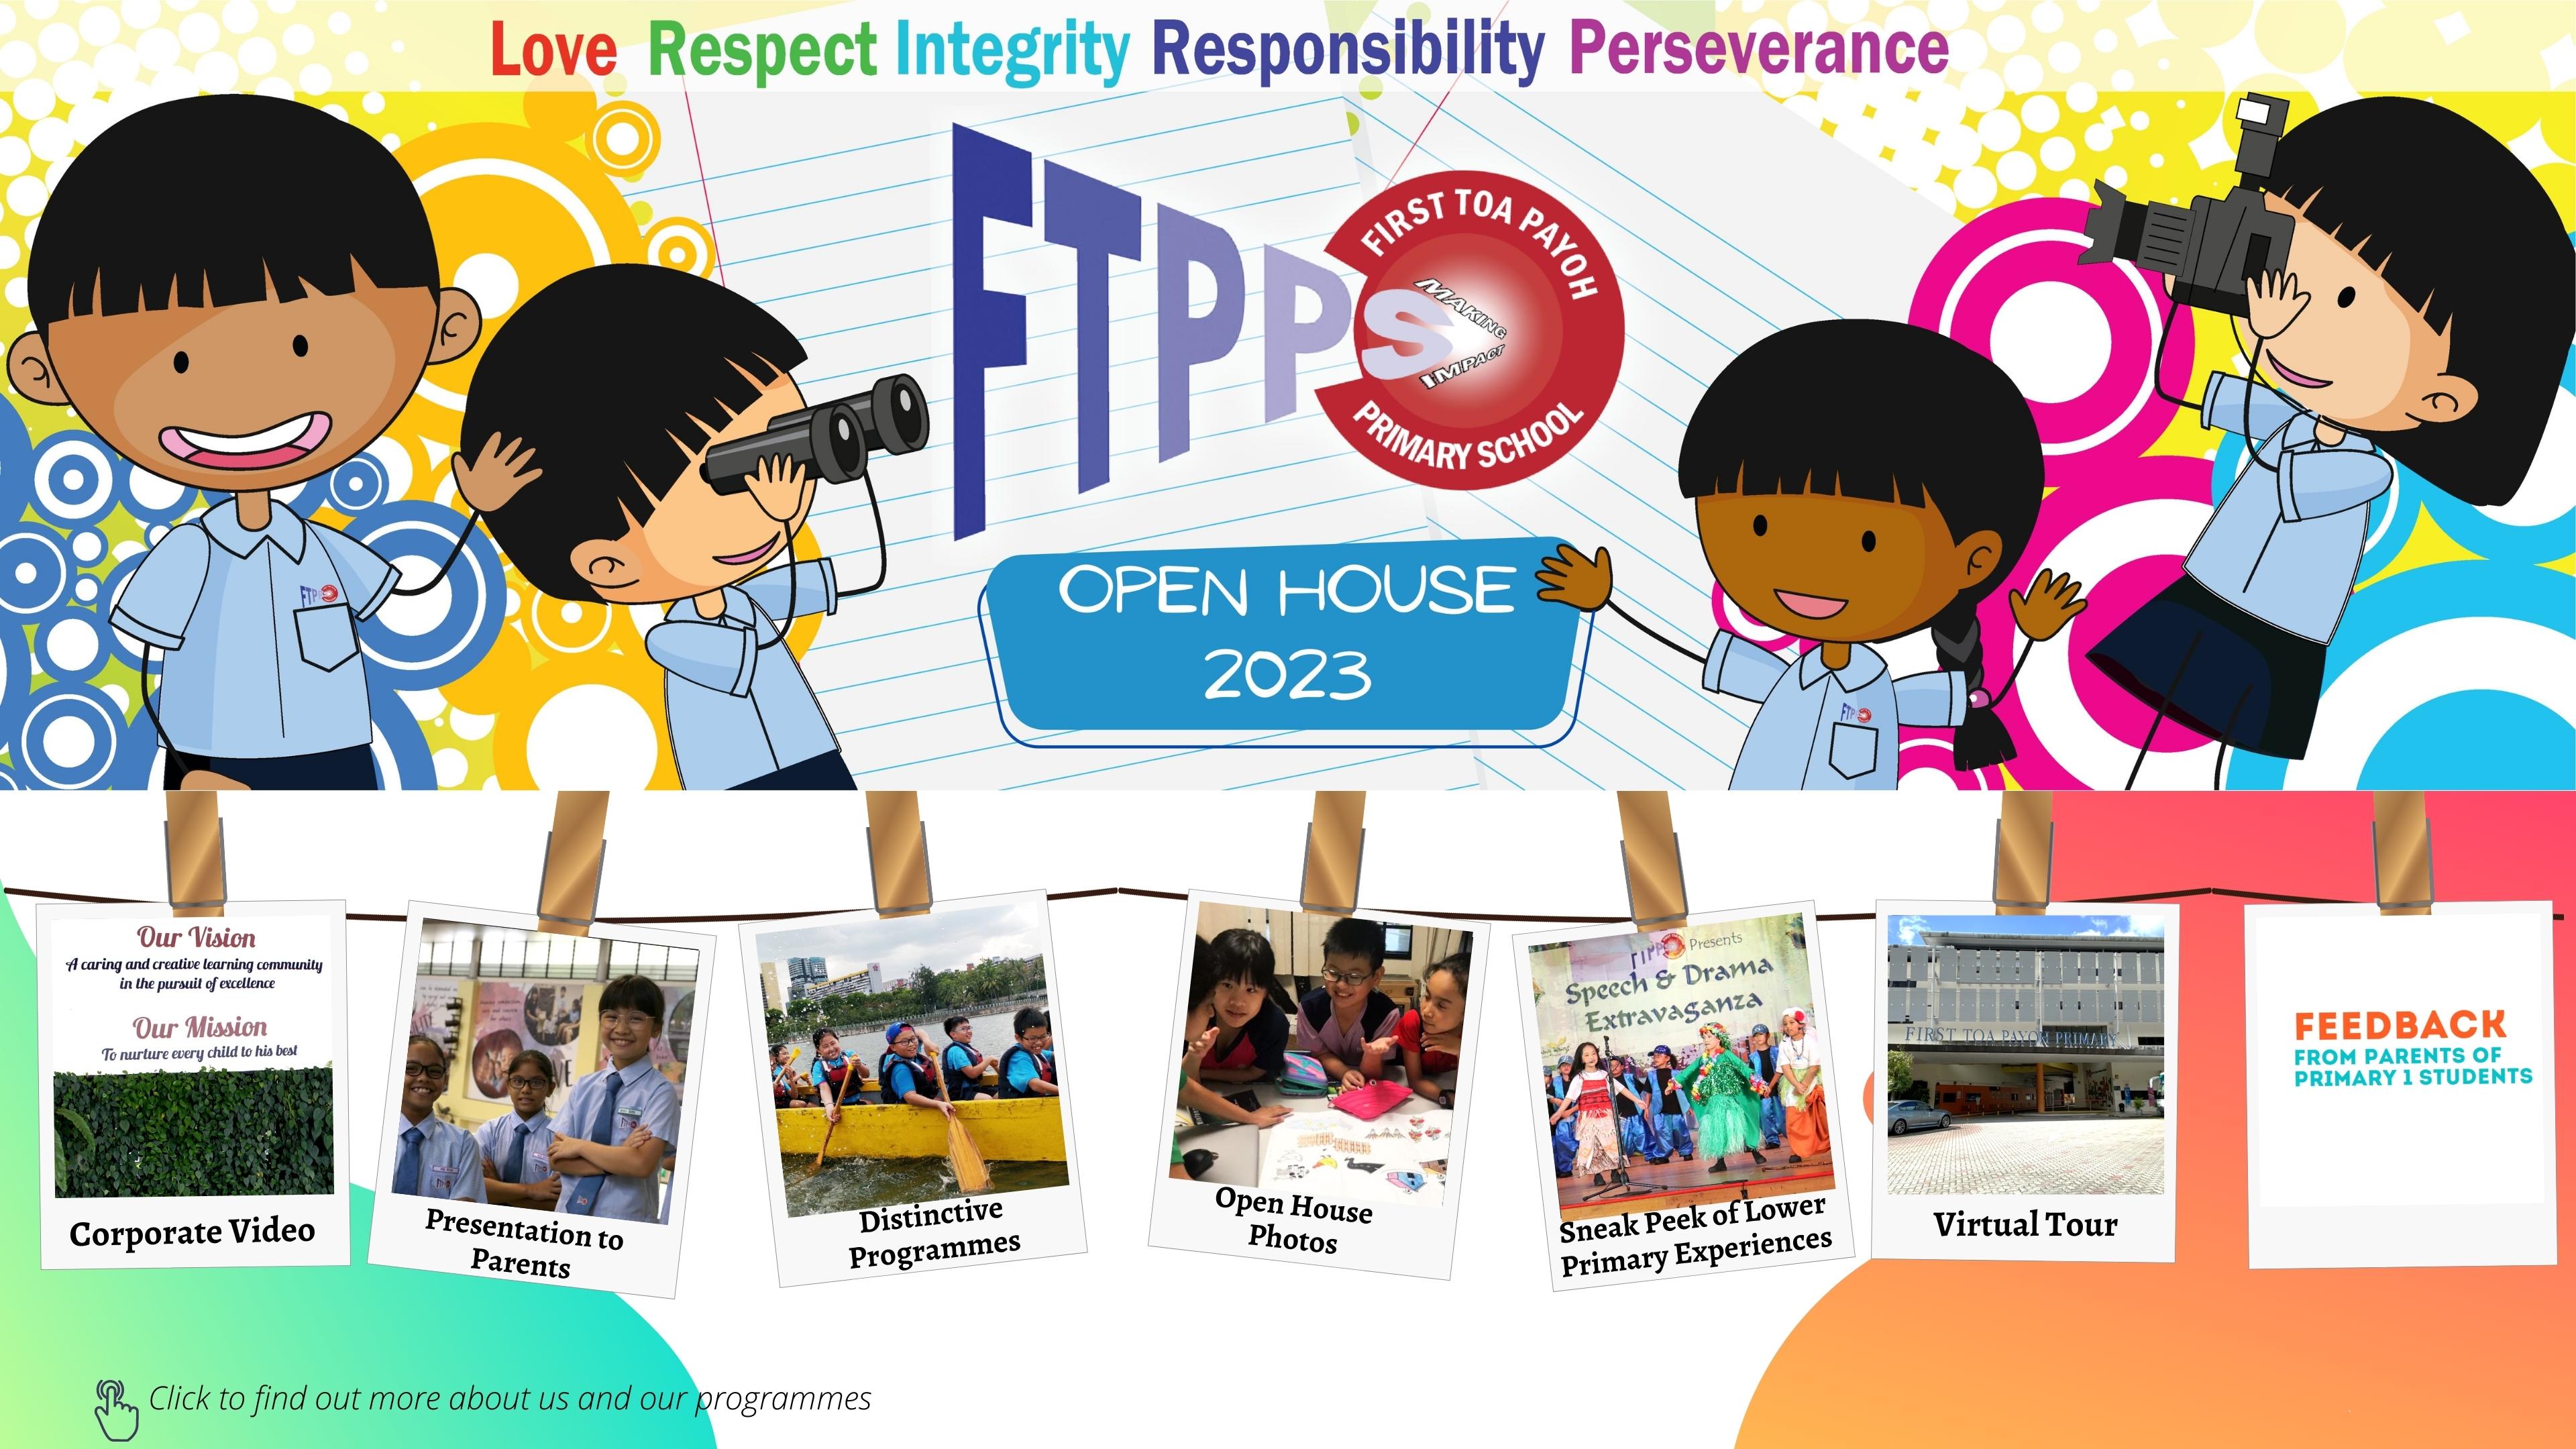 Love Respect Integrity Responsibility Perseverance
FTPPS
FIRST TOA PAYOH
MAKING
IMPACT
PRIMARY SCHOOL
OPEN HOUSE
2023
FTPPS
FTPPS
Our Vision
A caring and creative learning community
in the pursuit of excellence
Our Mission
To nurture every child to his best
Corporate Video
Presentation to
Parents
Distinctive
Programmes
Open House
Photos
FTPPS Presents
Speech & Drama
Extravaganza
Sneak Peek of Lower
Primary Experiences
FIRST TOA PAYOH PRIMARY
Virtual Tour
FEEDBACK
FROM PARENTS OF
PRIMARY 1 STUDENTS
Click to find out more about us and our programmes